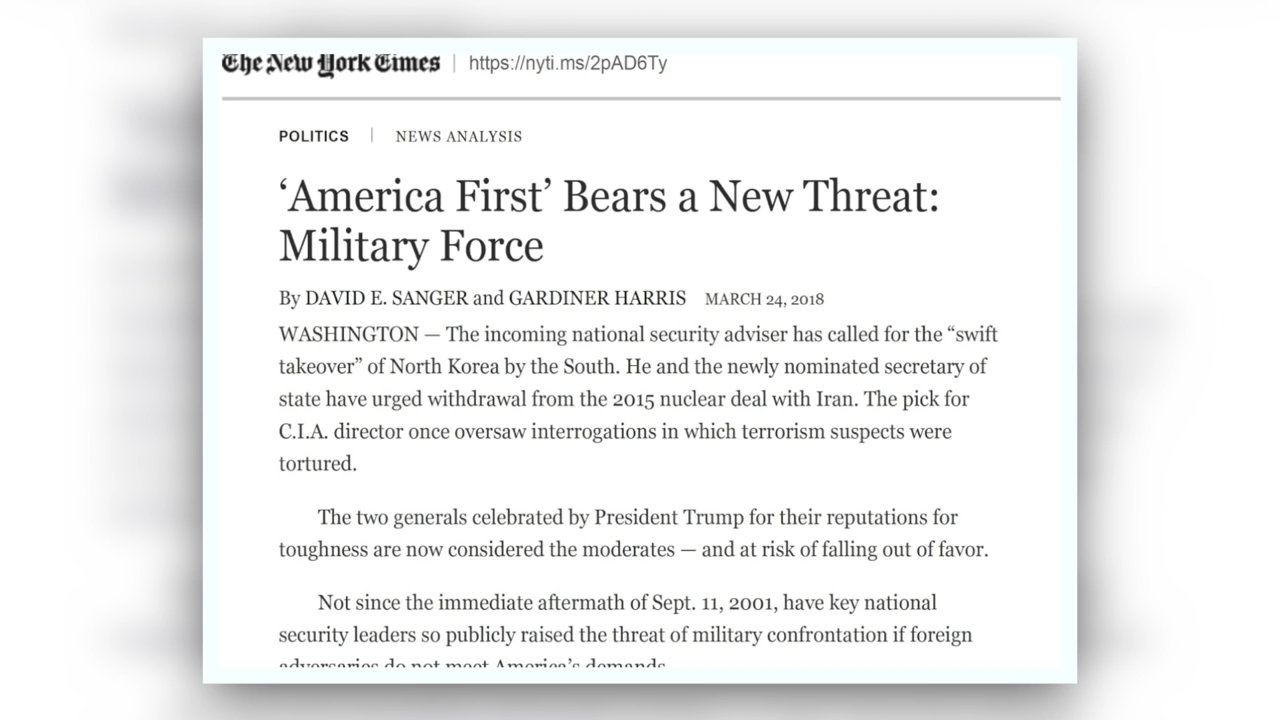 The New York Times | https://nyti.ms/2pAD6Ty
POLITICS | NEWS ANALYSIS
‘America First’ Bears a New Threat:
Military Force
By DAVID E. SANGER and GARDINER HARRIS MARCH 24, 2018
WASHINGTON — The incoming national security adviser has called for the “swift
takeover” of North Korea by the South. He and the newly nominated secretary of
state have urged withdrawal from the 2015 nuclear deal with Iran. The pick for
C.I.A. director once oversaw interrogations in which terrorism suspects were
tortured.
The two generals celebrated by President Trump for their reputations for
toughness are now considered the moderates — and at risk of falling out of favor.
Not since the immediate aftermath of Sept. 11, 2001, have key national
security leaders so publicly raised the threat of military confrontation if foreign
adversaries do not meet America’s demands.